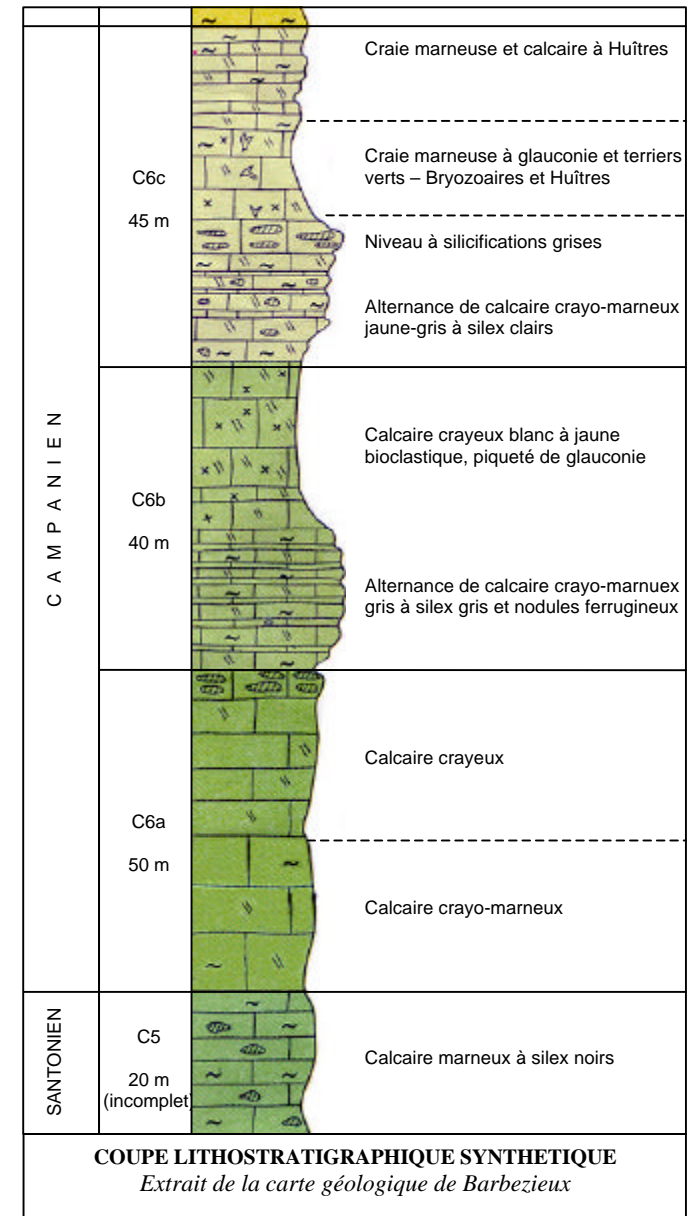 Craie marneuse et calcaire à Huîtres
Craie marneuse à glauconie et terriers
verts – Bryozoaires et Huîtres
C6c
45 m
Niveau à silicifications grises
Alternance de calcaire crayo-marneux
jaune-gris à silex clairs
CAMPANIEN
Calcaire crayeux blanc à jaune
bioclastique, piqueté de glauconie
C6b
40 m
Alternance de calcaire crayo-marnuex
gris à silex gris et nodules ferrugineux
Calcaire crayeux
C6a
50 m
Calcaire crayo-marneux
SANTONIEN
C5
20 m
(incomplet)
Calcaire marneux à silex noirs
COUPE LITHOSTRATIGRAPHIQUE SYNTHETIQUE
Extrait de la carte géologique de Barbezieux